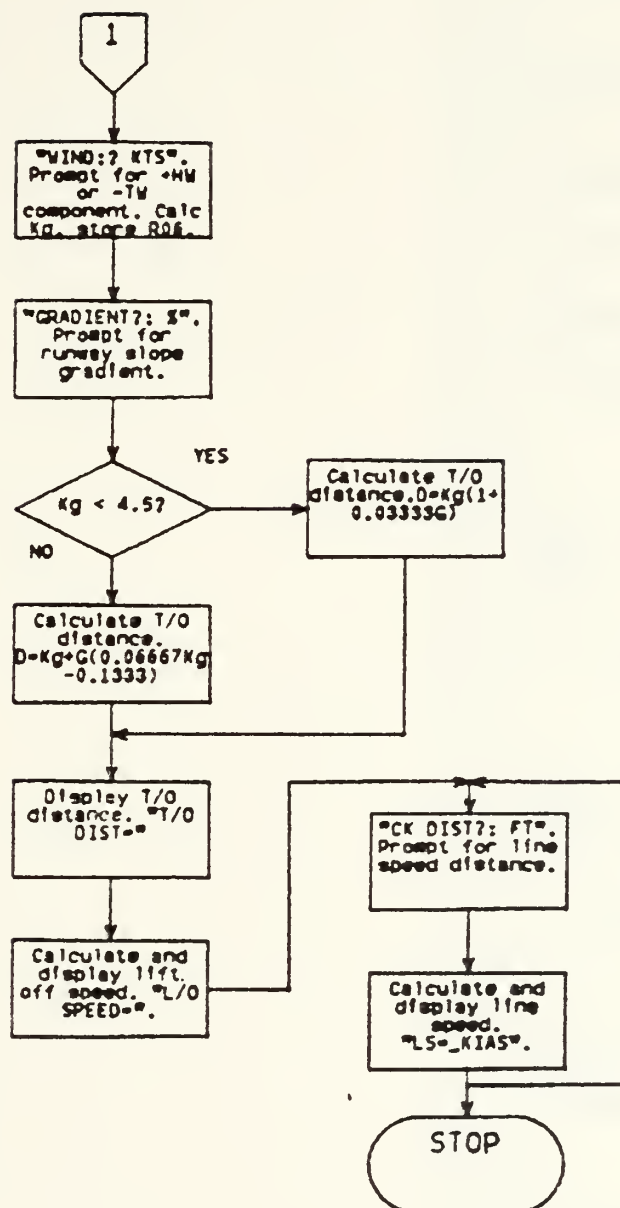 1
"WIND:? KTS".
Prompt for +HW
or -TW
component. Calc
Kg. store R06.
"GRADIENT?: %".
Prompt for
runway slope
gradient.
YES
Kg < 4.5?
NO
Calculate T/O
distance.D=Kg(1+
0.03333G)
Calculate T/O
distance.
D=Kg+G(0.06667Kg
-0.1333)
Display T/O
distance. "T/O
DIST="
Calculate and
display lift
off speed. "L/O
SPEED=".
"CK DIST?: FT".
Prompt for line
speed distance.
Calculate and
display line
speed.
"LS=_KIAS".
STOP